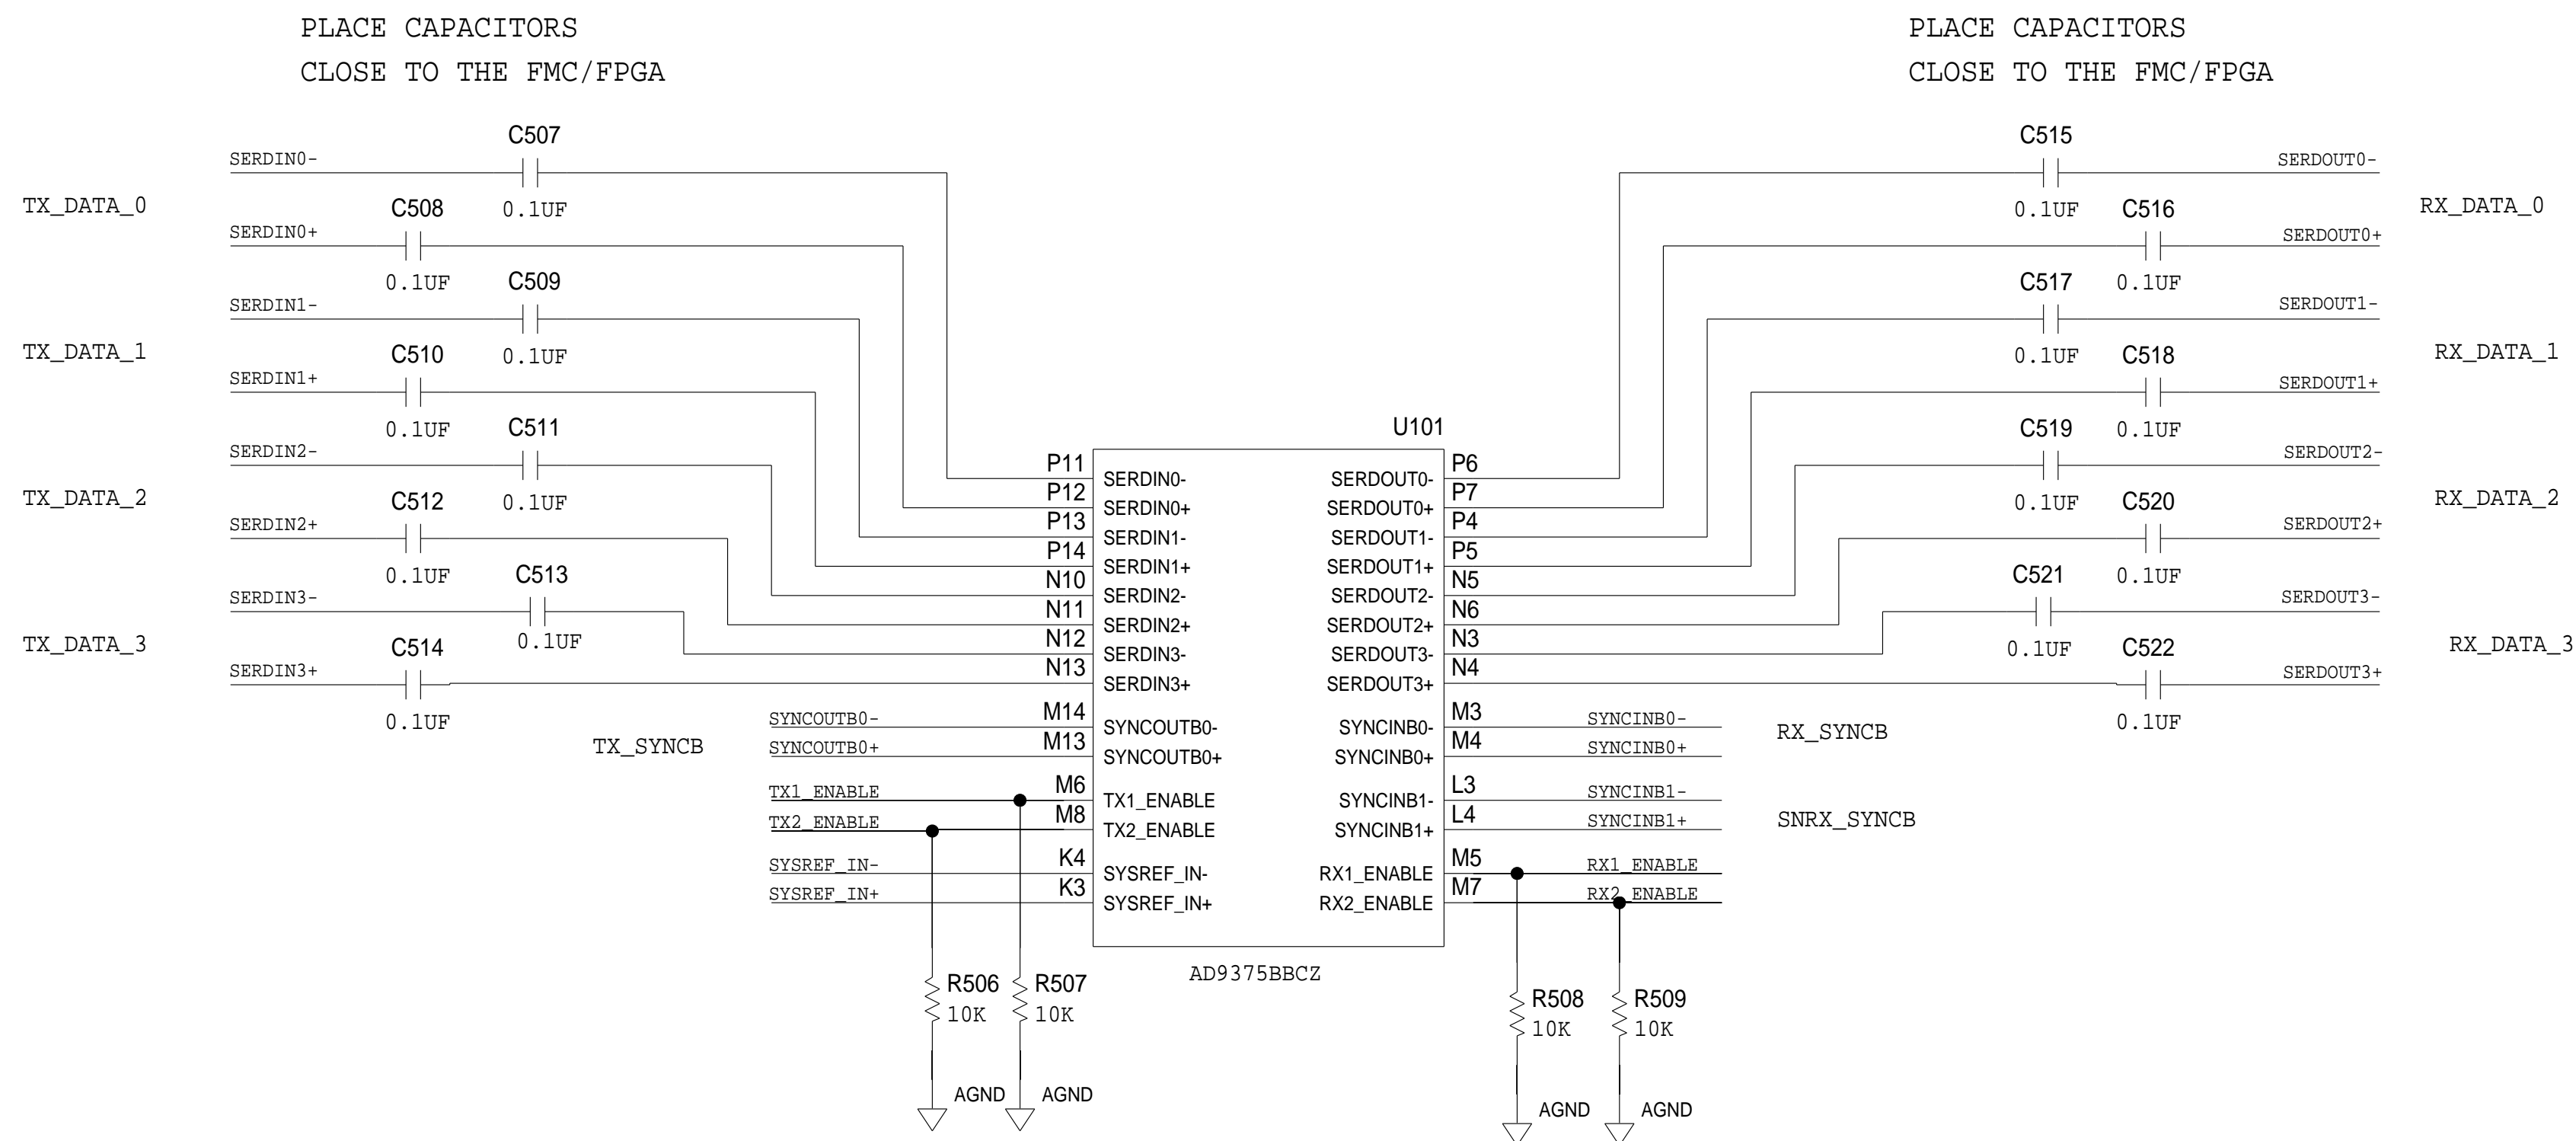 PLACE CAPACITORS
CLOSE TO THE FMC/FPGA
PLACE CAPACITORS
CLOSE TO THE FMC/FPGA
C507
SERDIN0-
0.1UF
TX_DATA_0
C508
SERDIN0+
0.1UF
C509
SERDIN1-
0.1UF
TX_DATA_1
C510
SERDIN1+
0.1UF
C511
SERDIN2-
0.1UF
TX_DATA_2
C512
SERDIN2+
0.1UF
C513
SERDIN3-
0.1UF
TX_DATA_3
C514
SERDIN3+
0.1UF
TX_SYNCB
SYNCOUTB0-
SYNCOUTB0+
TX1_ENABLE
TX2_ENABLE
SYSREF_IN-
SYSREF_IN+
U101
P11 SERDIN0-
P12 SERDIN0+
P13 SERDIN1-
P14 SERDIN1+
N10 SERDIN2-
N11 SERDIN2+
N12 SERDIN3-
N13 SERDIN3+
M14 SYNCOUTB0-
M13 SYNCOUTB0+
M6 TX1_ENABLE
M8 TX2_ENABLE
K4 SYSREF_IN-
K3 SYSREF_IN+
SERDOUT0- P6
SERDOUT0+ P7
SERDOUT1- P4
SERDOUT1+ P5
SERDOUT2- N5
SERDOUT2+ N6
SERDOUT3- N3
SERDOUT3+ N4
SYNCINB0- M3
SYNCINB0+ M4
SYNCINB1- L3
SYNCINB1+ L4
RX1_ENABLE M5
RX2_ENABLE M7
AD9375BBCZ
C515
SERDOUT0-
0.1UF
RX_DATA_0
C516
SERDOUT0+
0.1UF
C517
SERDOUT1-
0.1UF
RX_DATA_1
C518
SERDOUT1+
0.1UF
C519
SERDOUT2-
0.1UF
RX_DATA_2
C520
SERDOUT2+
0.1UF
C521
SERDOUT3-
0.1UF
RX_DATA_3
C522
SERDOUT3+
0.1UF
SYNCINB0-
RX_SYNCB
SYNCINB0+
SYNCINB1-
SNRX_SYNCB
SYNCINB1+
RX1_ENABLE
RX2_ENABLE
R506
10K
R507
10K
AGND
AGND
R508
10K
R509
10K
AGND
AGND